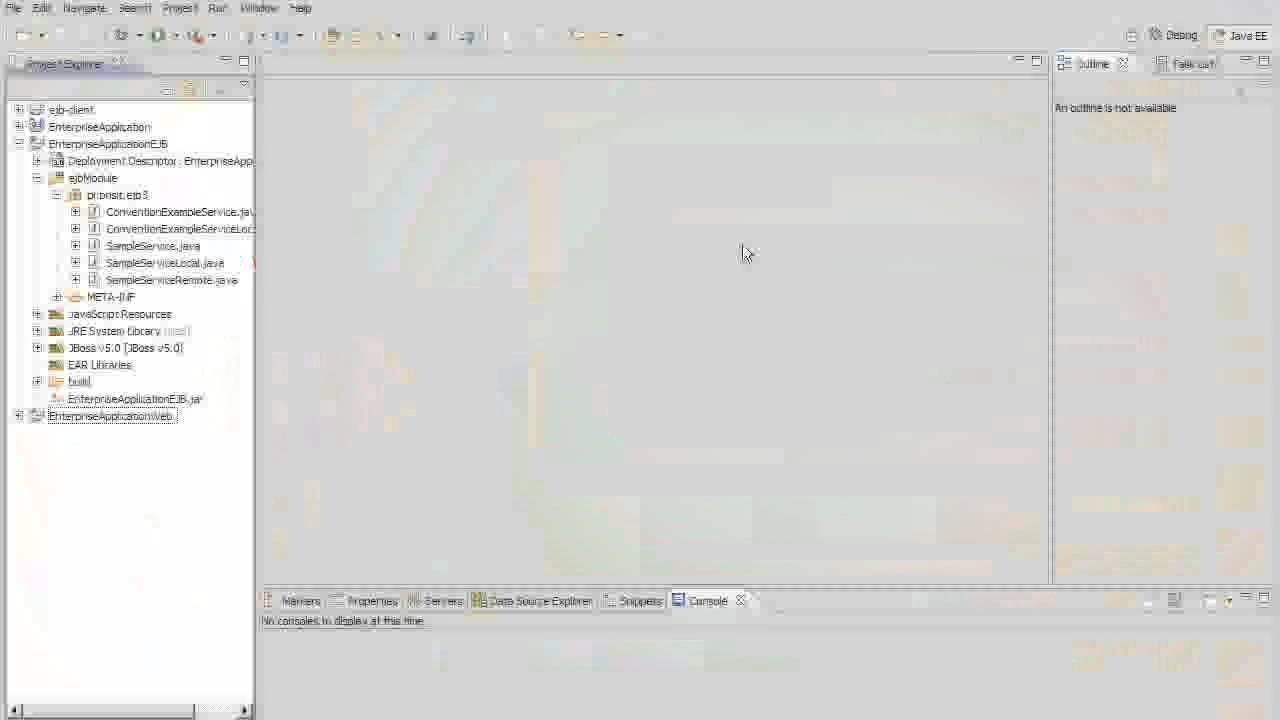 File Edit Navigate Search Project Run Window Help
Debug Java EE
Project Explorer
Outline Task List
An outline is not available.
ejb-client
EnterpriseApplication
EnterpriseApplicationEJB
Deployment Descriptor: EnterpriseApp
ejbModule
ConventionExampleService.jav
ConventionExampleServiceLoc
SampleService.java
SampleServiceLocal.java
SampleServiceRemote.java
META-INF
JavaScript Resources
JRE System Library
JBoss v5.0 [JBoss v5.0]
EAR Libraries
build
EnterpriseApplicationEJB.jar
EnterpriseApplicationWeb
Markers Properties Servers Data Source Explorer Snippets Console
No consoles to display at this time.